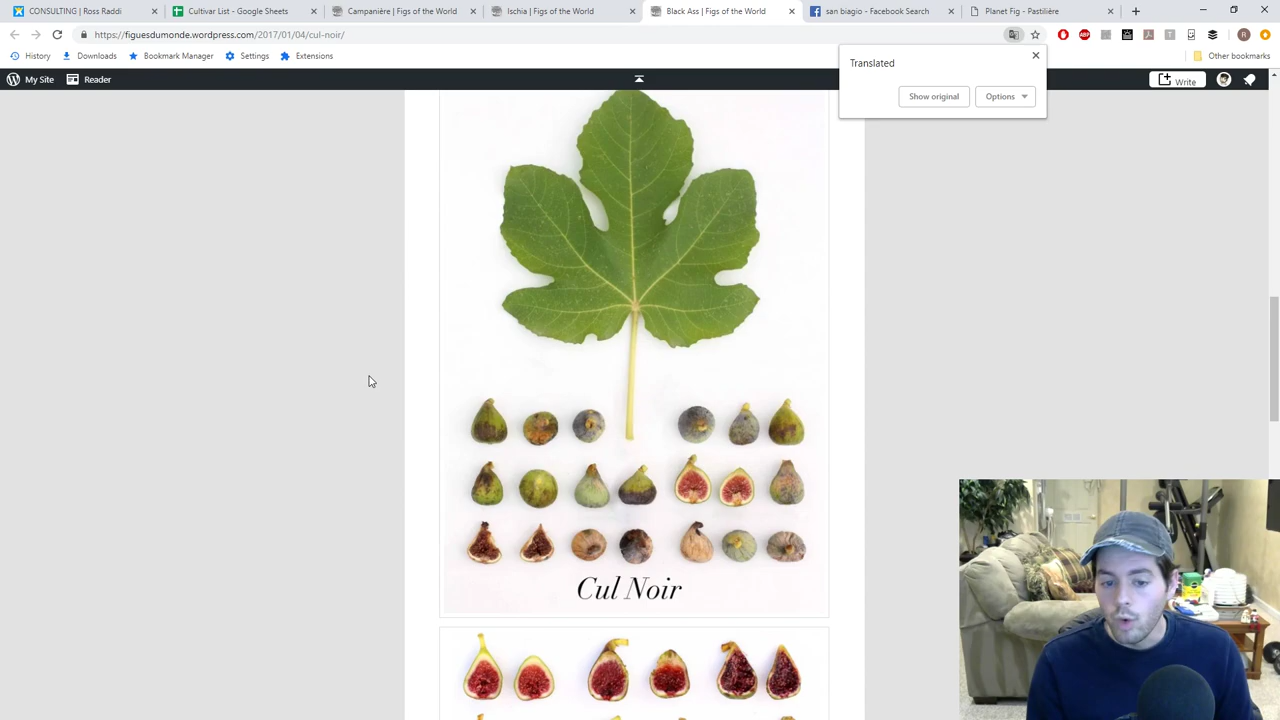 CONSULTING | Ross Raddi
Cultivar List - Google Sheets
Campanière | Figs of the World
Ischia | Figs of the World
Black Ass | Figs of the World
san biagio - Facebook Search
Planet Fig - Pastilière
https://figuesdumonde.wordpress.com/2017/01/04/cul-noir/
R
History
Downloads
Bookmark Manager
Settings
Extensions
Other bookmarks
My Site
Reader
Write
Translated
Show original
Options
Cul Noir